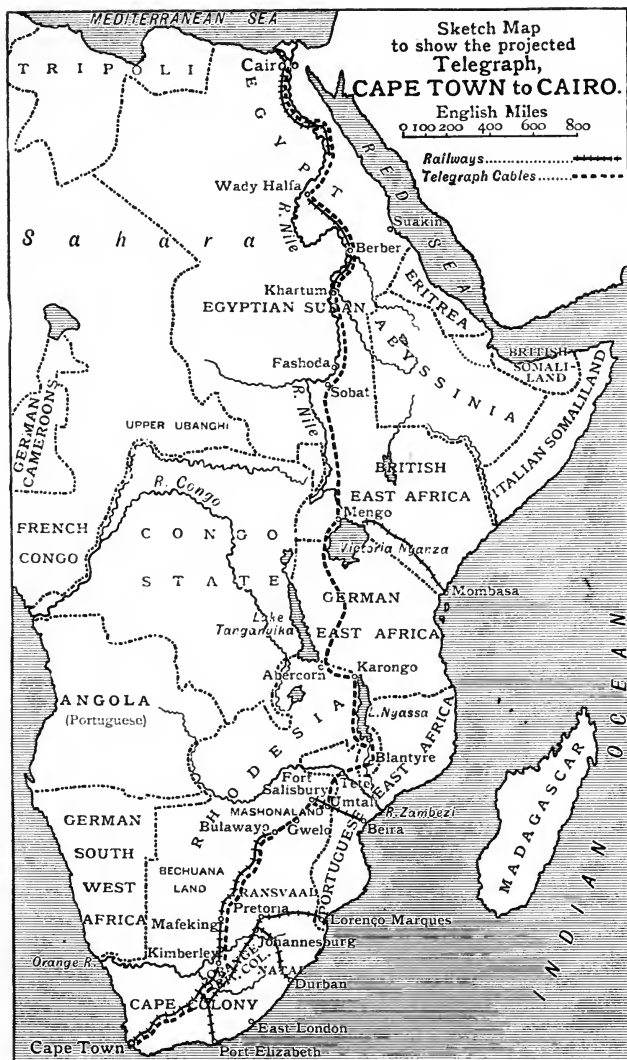 MEDITERRANEAN SEA
Sketch Map
to show the projected
Telegraph,
CAPE TOWN to CAIRO.
English Miles
0 100 200 400 600 800
Railways
Telegraph Cables
TRIPOLI
Cairo
EGYPT
RED SEA
Wady Halfa
R. Nile
Suakin
Sahara
Berber
Khartum
EGYPTIAN SUDAN
ERITREA
ABYSSINIA
BRITISH
SOMALI-
LAND
ITALIAN SOMALILAND
Fashoda
Sobat
R. Nile
GERMAN
CAMEROONS
UPPER UBANGHI
BRITISH
EAST AFRICA
R. Congo
FRENCH
CONGO
CONGO
STATE
Mengo
Victoria Nyanza
Mombasa
GERMAN
EAST AFRICA
Lake
Tanganyika
Abercorn
Karongo
ANGOLA
(Portuguese)
L. Nyassa
RHODESIA
Blantyre
Fort
Salisbury
Tete
Umtali
MASHONALAND
R. Zambezi
Beira
PORTUGUESE EAST AFRICA
Bulawayo
Gwelo
MADAGASCAR
INDIAN OCEAN
GERMAN
SOUTH
WEST
AFRICA
BECHUANA
LAND
TRANSVAAL
Pretoria
Mafeking
Lorenço Marques
Johannesburg
Kimberley
Orange R.
ORANGE
R. COL.
NATAL
Durban
CAPE COLONY
East London
Cape Town
Port Elizabeth